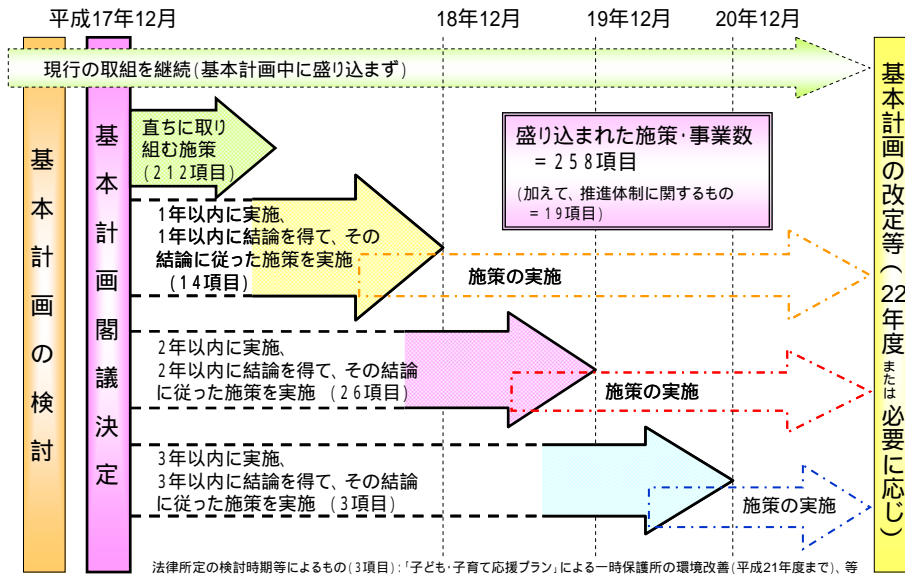 平成17年12月
18年12月
19年12月
20年12月
現行の取組を継続(基本計画中に盛り込まず)
基本計画の検討
基本計画閣議決定
直ちに取り
組む施策
(212項目)
盛り込まれた施策・事業数
=258項目
(加えて、推進体制に関するもの
=19項目)
1年以内に実施、
1年以内に結論を得て、その
結論に従った施策を実施
(14項目)
施策の実施
2年以内に実施、
2年以内に結論を得て、その結論
に従った施策を実施 (26項目)
施策の実施
3年以内に実施、
3年以内に結論を得て、その結論
に従った施策を実施 (3項目)
施策の実施
基本計画の改定等(22年度または必要に応じ)
法律所定の検討時期等によるもの(3項目):「子ども・子育て応援プラン」による一時保護所の環境改善(平成21年度まで)、等